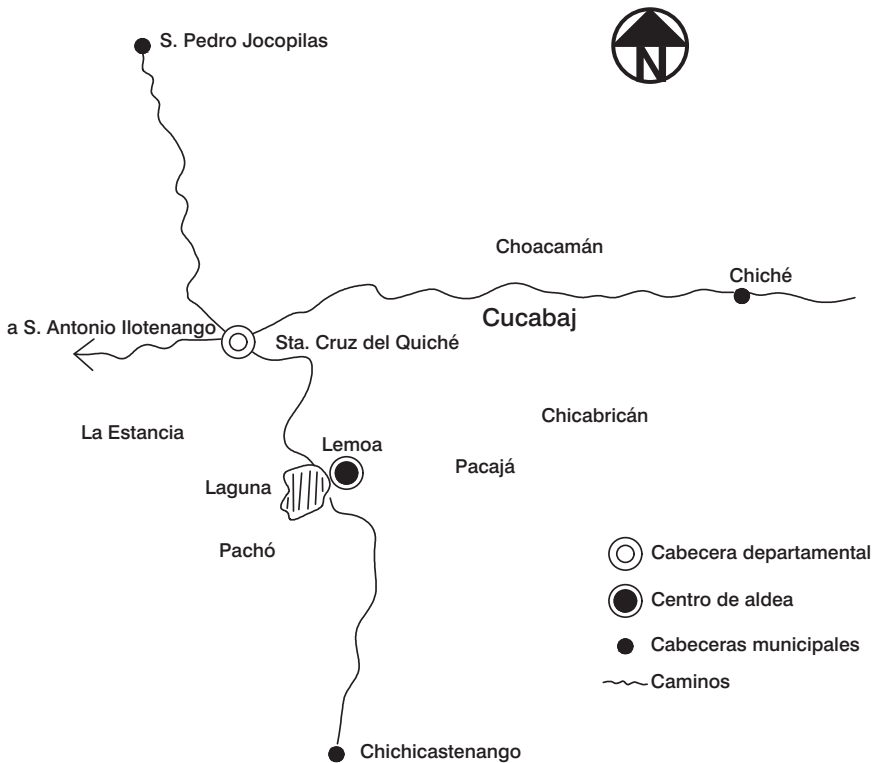 S. Pedro Jocopilas
N
Choacamán
Chiché
Cucabaj
a S. Antonio Ilotenango
Sta. Cruz del Quiché
Chicabricán
La Estancia
Lemoa
Pacajá
Laguna
Pachó
Cabecera departamental
Centro de aldea
Cabeceras municipales
Caminos
Chichicastenango